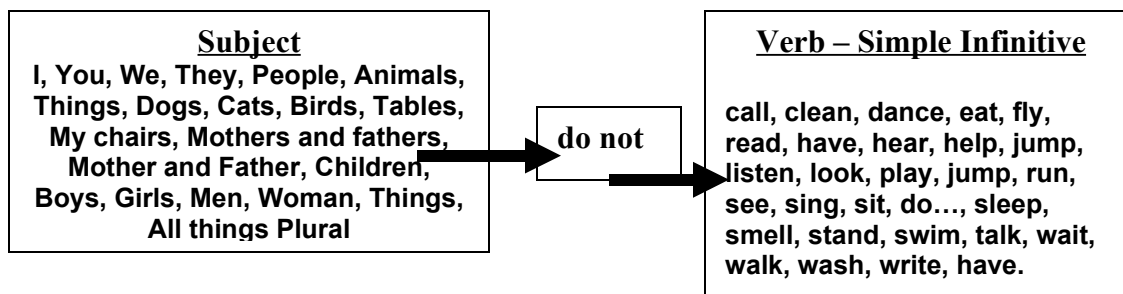 Subject
I, You, We, They, People, Animals,
Things, Dogs, Cats, Birds, Tables,
My chairs, Mothers and fathers,
Mother and Father, Children,
Boys, Girls, Men, Woman, Things,
All things Plural
do not
Verb – Simple Infinitive
call, clean, dance, eat, fly,
read, have, hear, help, jump,
listen, look, play, jump, run,
see, sing, sit, do…, sleep,
smell, stand, swim, talk, wait,
walk, wash, write, have.